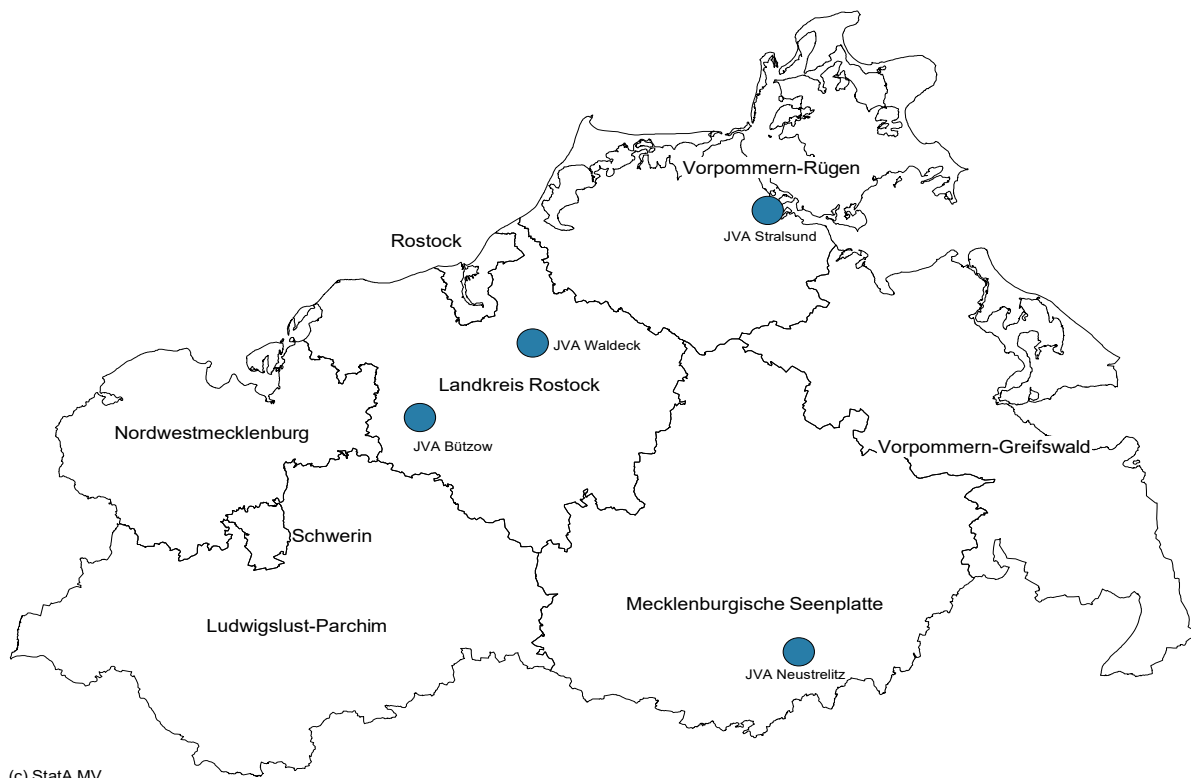 Vorpommern-Rügen
JVA Stralsund
Rostock
JVA Waldeck
Landkreis Rostock
JVA Bützow
Nordwestmecklenburg
Vorpommern-Greifswald
Schwerin
Mecklenburgische Seenplatte
Ludwigslust-Parchim
JVA Neustrelitz
(c) StatA MV